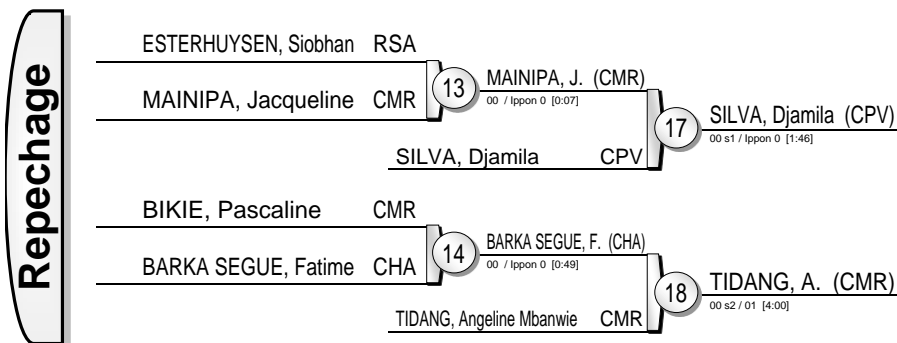 Repechage
ESTERHUYSEN, Siobhan RSA
MAINIPA, Jacqueline CMR
13
MAINIPA, J. (CMR)
00 / Ippon 0 [0:07]
SILVA, Djamila CPV
17
SILVA, Djamila (CPV)
00 s1 / Ippon 0 [1:46]
BIKIE, Pascaline CMR
BARKA SEGUE, Fatime CHA
14
BARKA SEGUE, F. (CHA)
00 / Ippon 0 [0:49]
TIDANG, Angeline Mbanwie CMR
18
TIDANG, A. (CMR)
00 s2 / 01 [4:00]